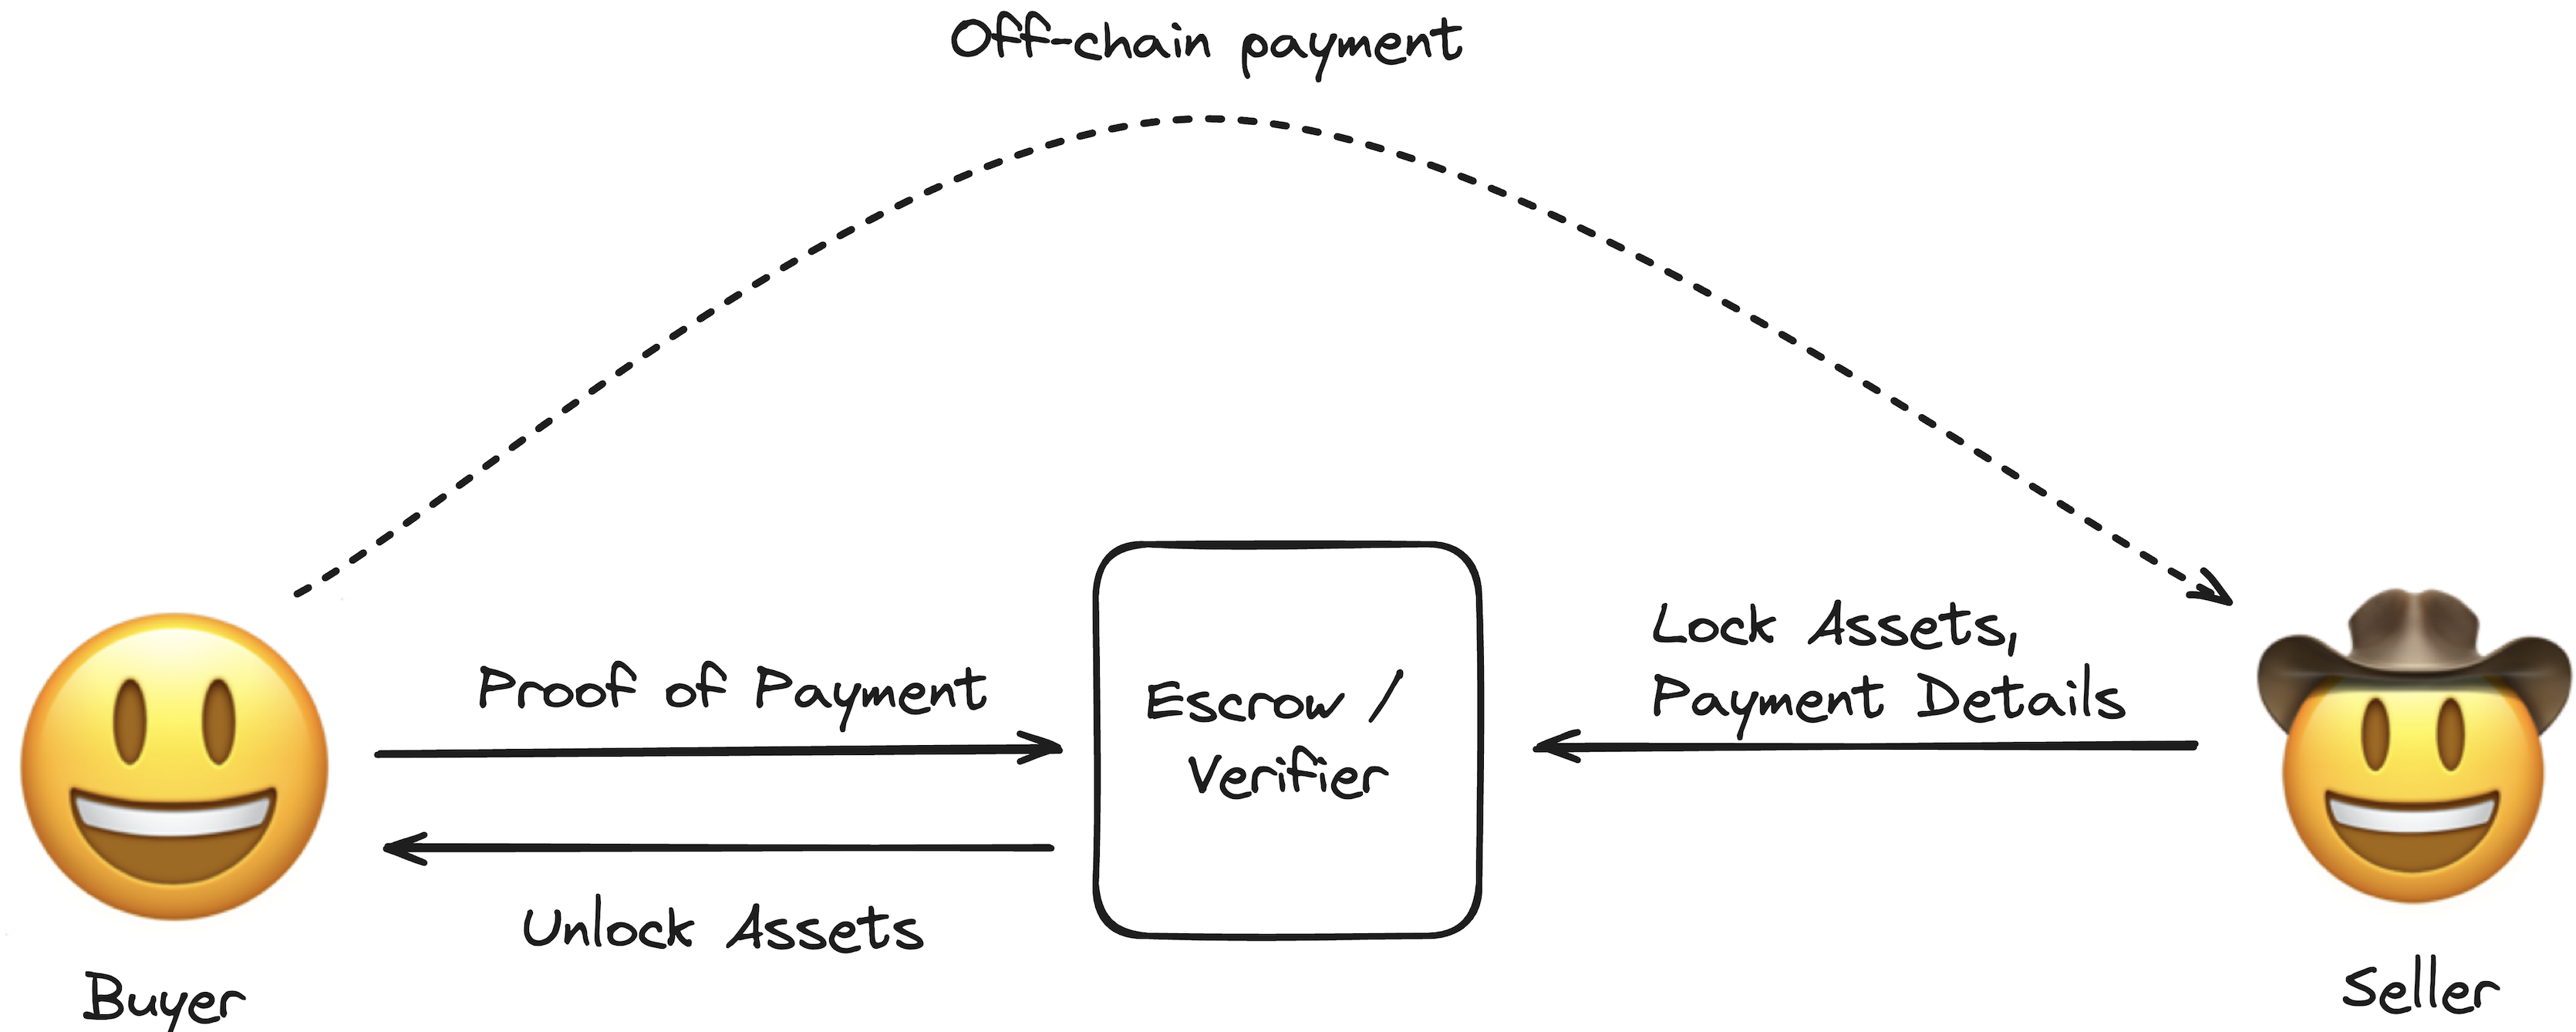 Off-chain payment
Lock Assets,
Payment Details
Proof of Payment
Escrow /
Verifier
Unlock Assets
Buyer
Seller